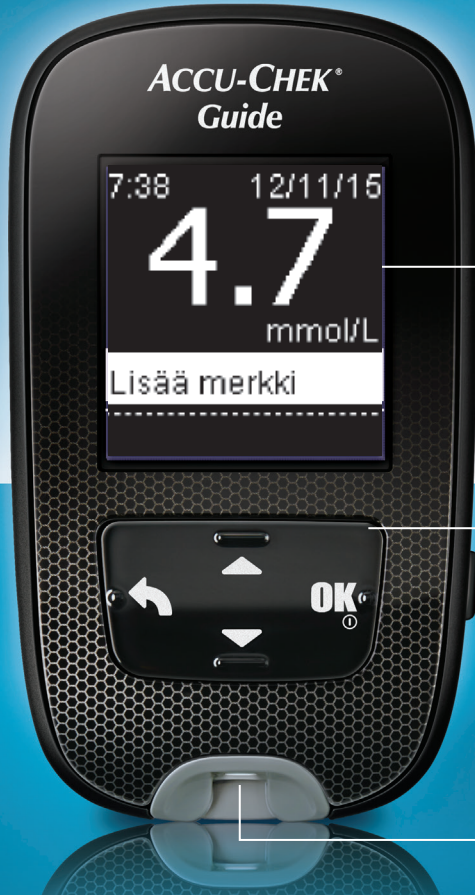 ACCU-CHEK®
Guide
7:38 12/11/15
4.7
mmol/L
Lisää merkki
OK